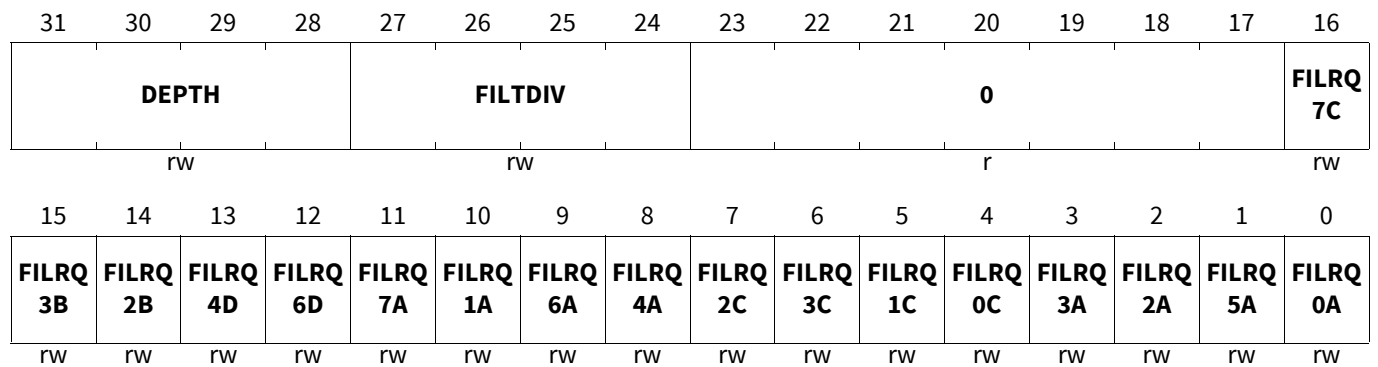 31 30 29 28 27 26 25 24 23 22 21 20 19 18 17 16
DEPTH FILTDIV 0 FILRQ
7C
rw rw r rw
15 14 13 12 11 10 9 8 7 6 5 4 3 2 1 0
FILRQ FILRQ FILRQ FILRQ FILRQ FILRQ FILRQ FILRQ FILRQ FILRQ FILRQ FILRQ FILRQ FILRQ FILRQ FILRQ
3B 2B 4D 6D 7A 1A 6A 4A 2C 3C 1C 0C 3A 2A 5A 0A
rw rw rw rw rw rw rw rw rw rw rw rw rw rw rw rw